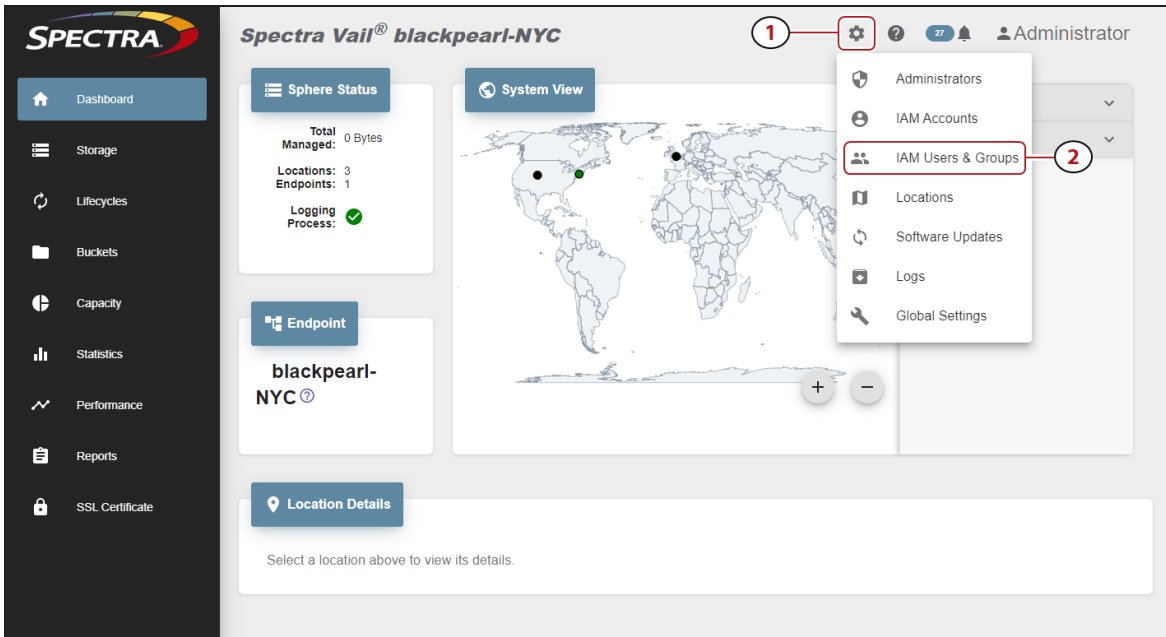 SPECTRA
Spectra Vail® blackpearl-NYC
1
27
Administrator
Dashboard
Storage
Lifecycles
Buckets
Capacity
Statistics
Performance
Reports
SSL Certificate
Sphere Status
Total
Managed: 0 Bytes
Locations: 3
Endpoints: 1
Logging
Process:
System View
Administrators
IAM Accounts
IAM Users & Groups
2
Locations
Software Updates
Logs
Global Settings
+
−
Endpoint
blackpearl-
NYC
Location Details
Select a location above to view its details.